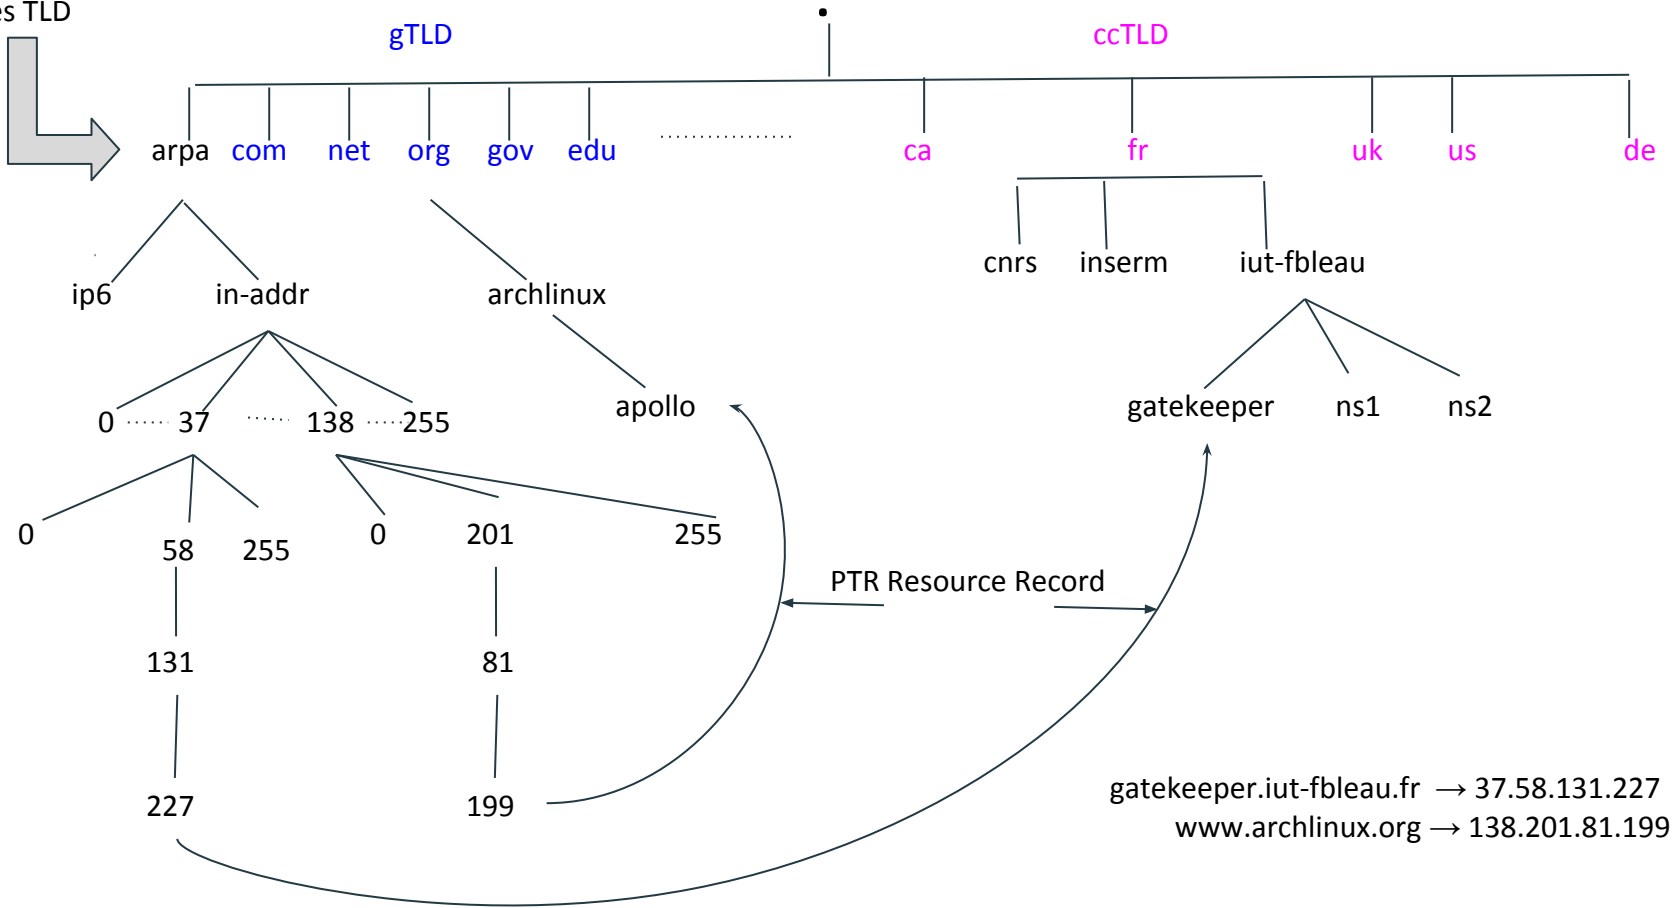 es TLD
.
gTLD ccTLD
arpa com net org gov edu .................. ca fr uk us de
cnrs inserm iut-fbleau
ip6 in-addr archlinux
apollo gatekeeper ns1 ns2
0 ...... 37 ...... 138 ...... 255
0 58 255 0 201 255
PTR Resource Record
131 81
227 199
gatekeeper.iut-fbleau.fr → 37.58.131.227
www.archlinux.org → 138.201.81.199